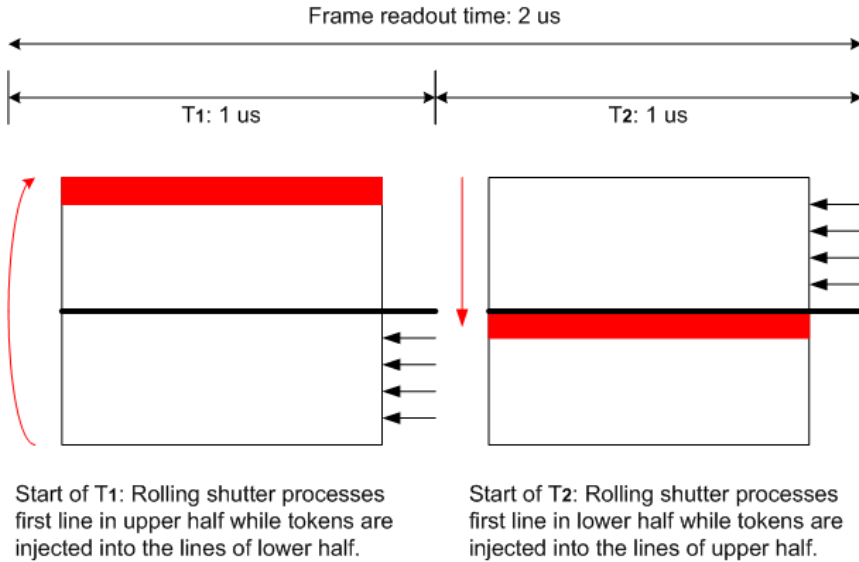 Frame readout time: 2 us
T1: 1 us
T2: 1 us
Start of T1: Rolling shutter processes
first line in upper half while tokens are
injected into the lines of lower half.
Start of T2: Rolling shutter processes
first line in lower half while tokens are
injected into the lines of upper half.